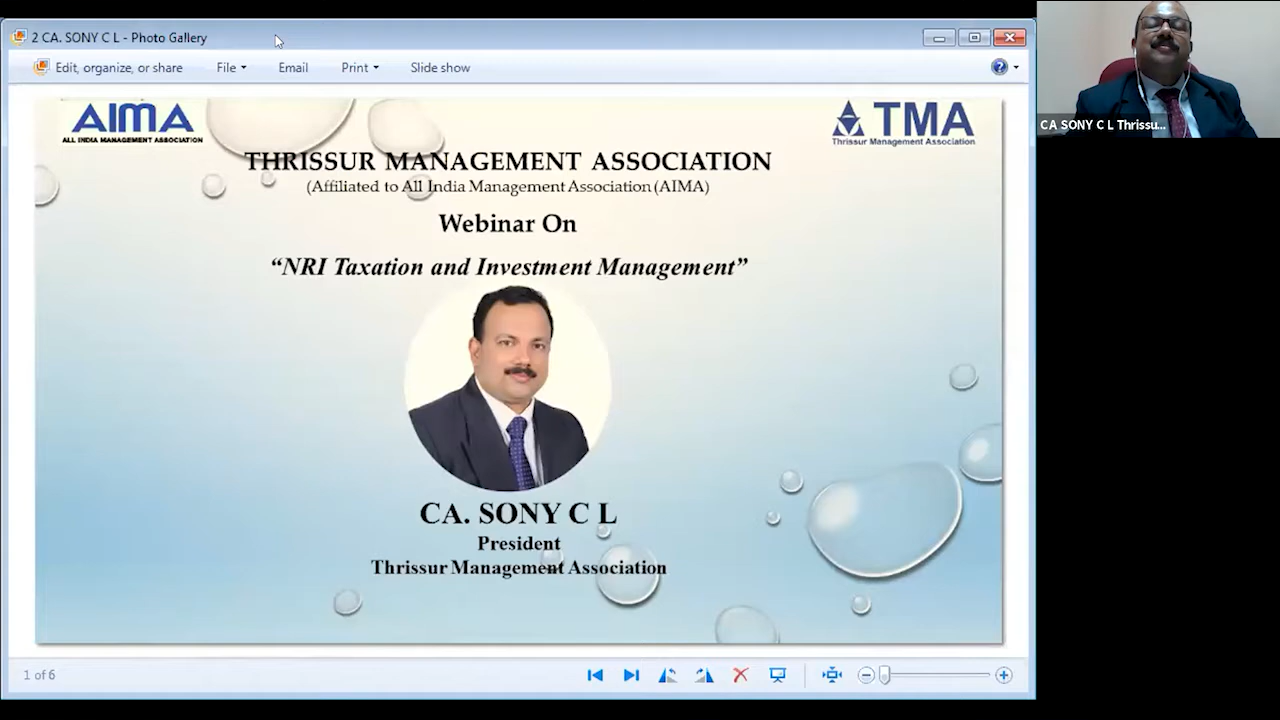 2 CA. SONY C L - Photo Gallery
Edit, organize, or share File Email Print Slide show
CA SONY C L Thrissu...
AIMA
ALL INDIA MANAGEMENT ASSOCIATION
TMA
Thrissur Management Association
THRISSUR MANAGEMENT ASSOCIATION
(Affiliated to All India Management Association (AIMA)
Webinar On
“NRI Taxation and Investment Management”
CA. SONY C L
President
Thrissur Management Association
1 of 6